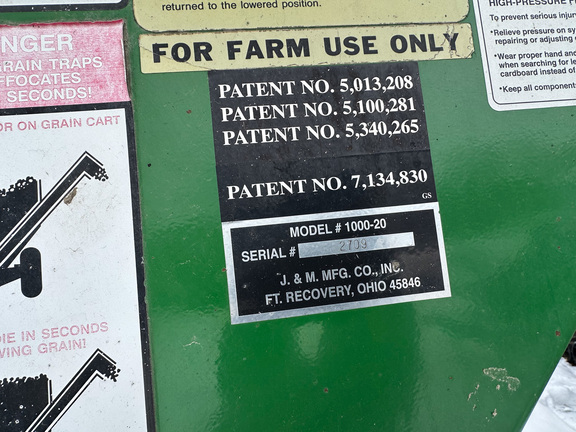 returned to the lowered position.
FOR FARM USE ONLY
PATENT NO. 5,013,208
PATENT NO. 5,100,281
PATENT NO. 5,340,265
PATENT NO. 7,134,830
GS
MODEL # 1000-20
SERIAL # 2709
J. & M. MFG. CO., INC.
FT. RECOVERY, OHIO 45846
NGER
RAIN TRAPS
FFOCATES
SECONDS!
OR ON GRAIN CART
DIE IN SECONDS
WING GRAIN!
HIGH-PRESSURE
To prevent serious injur
*Relieve pressure on sy
repairing or adjusting
*Wear proper hand and
when searching for le
cardboard instead of
*Keep all component